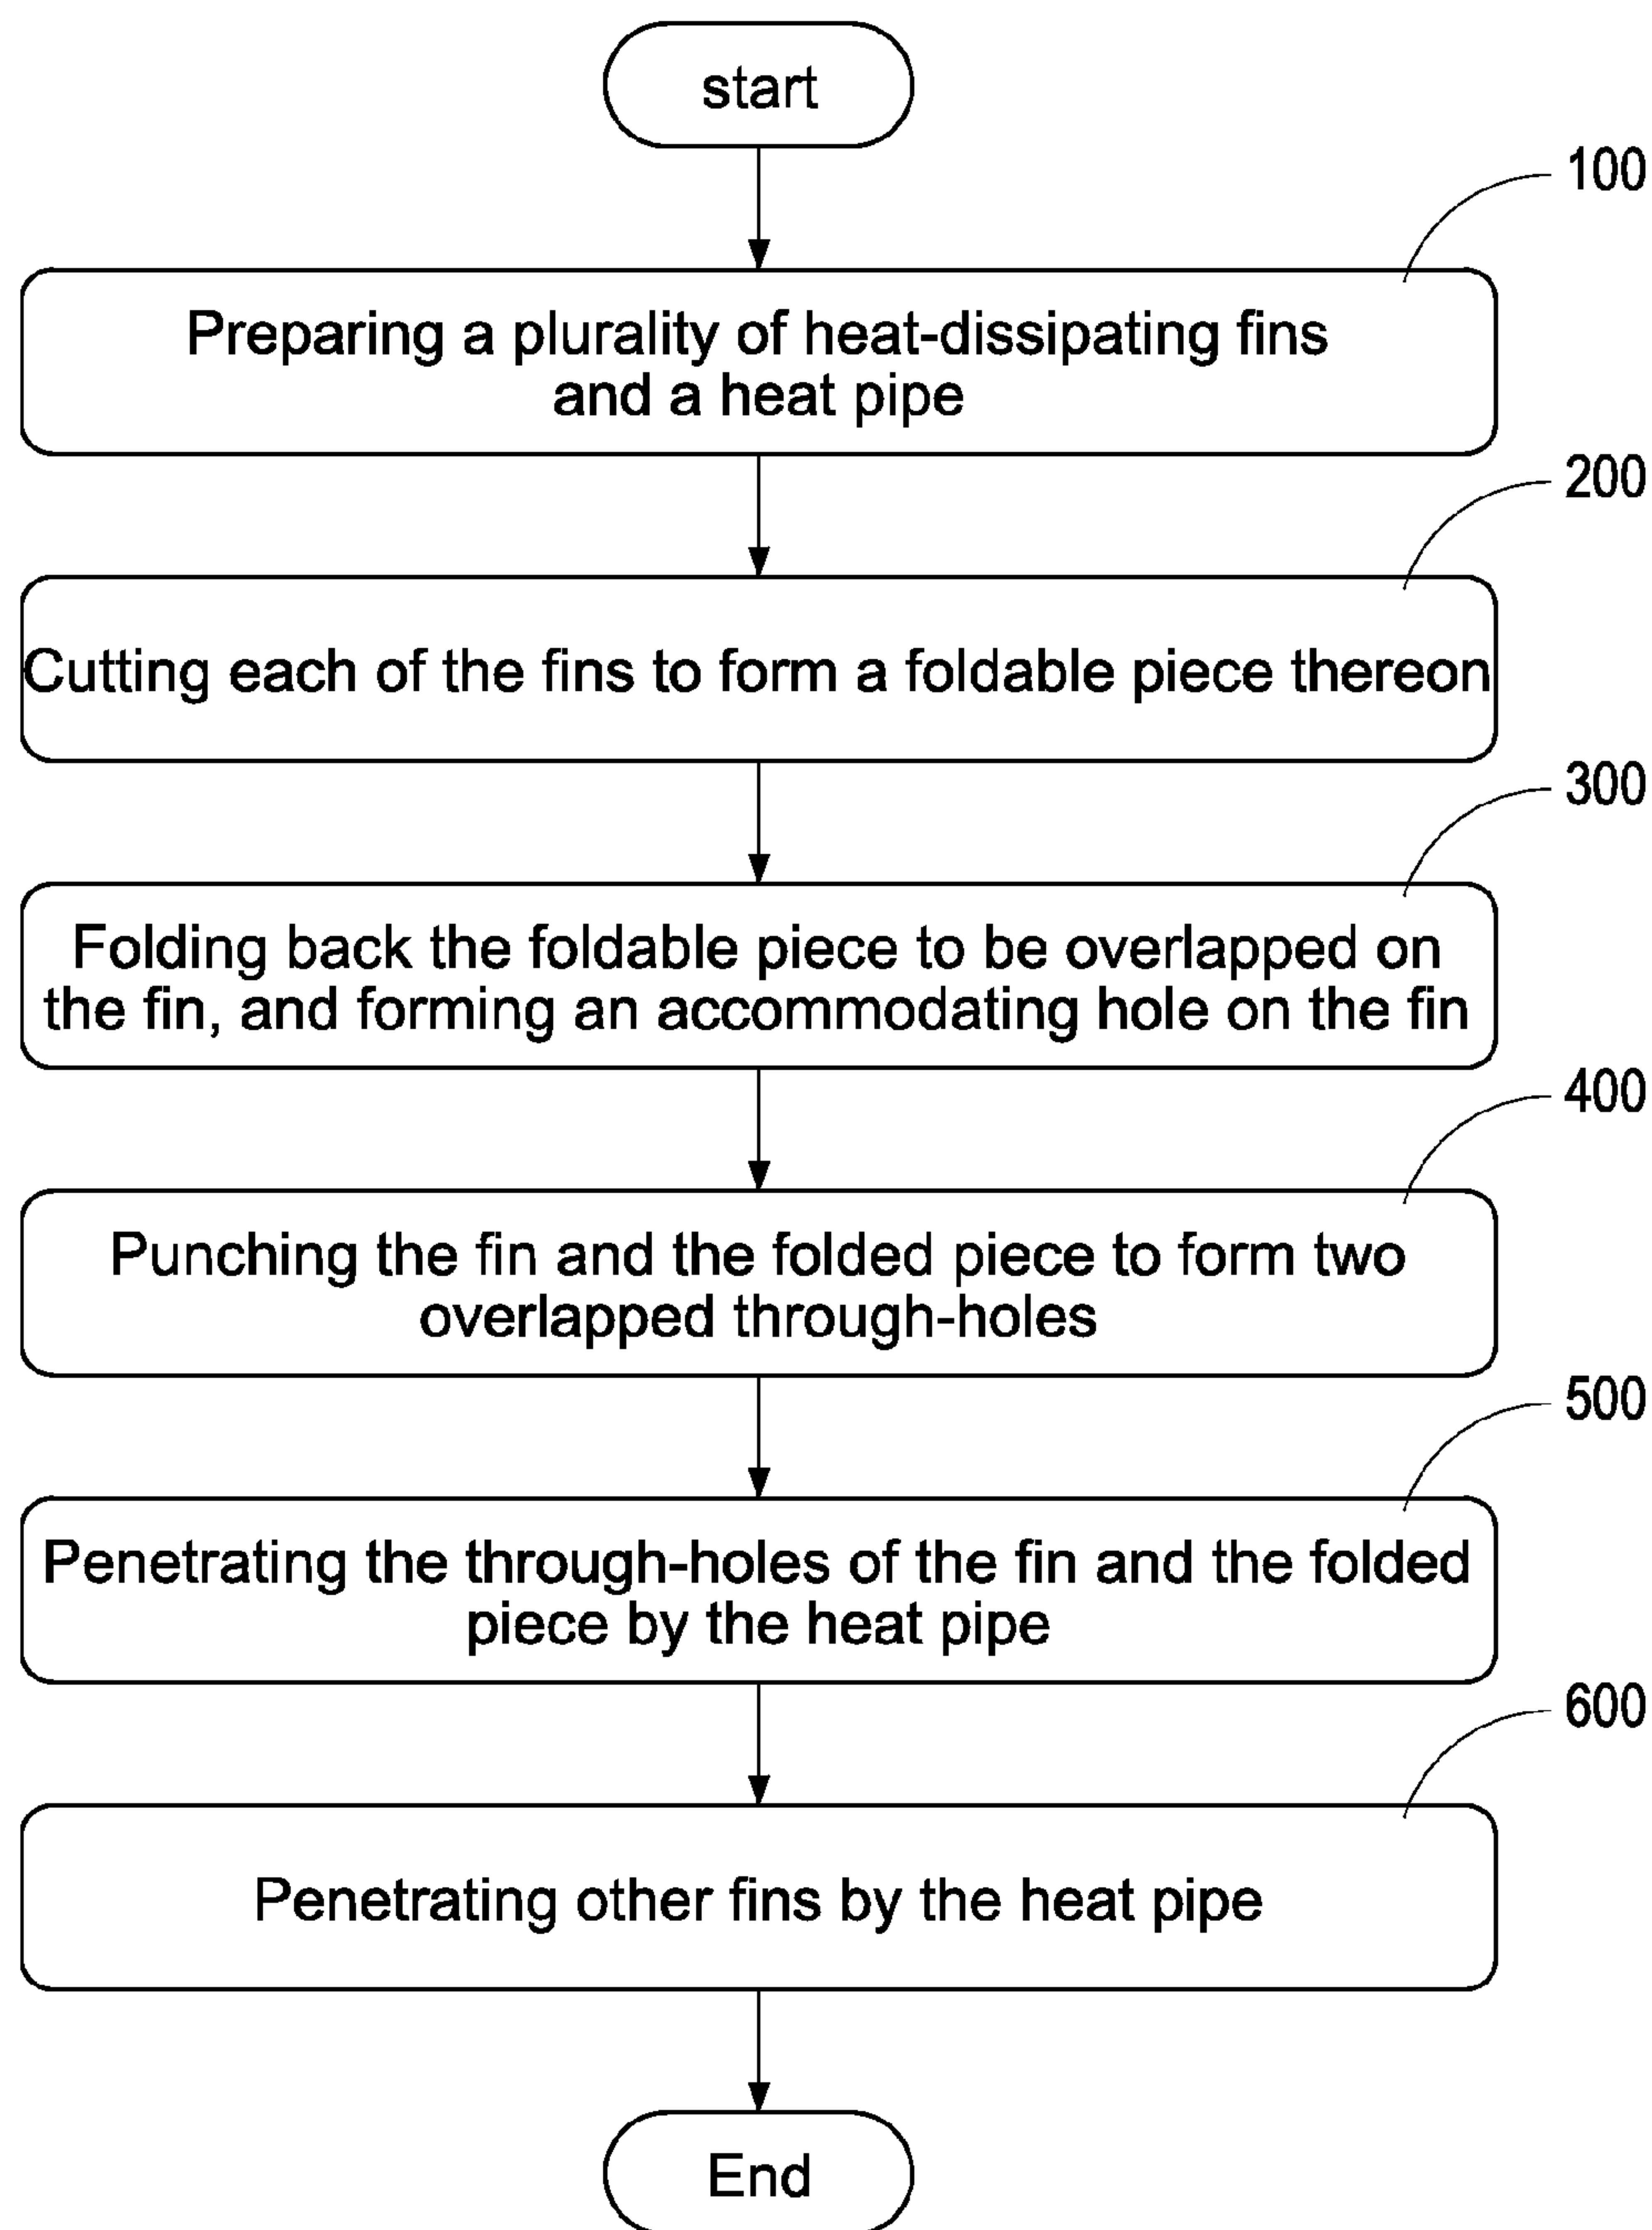 start
100
Preparing a plurality of heat-dissipating fins
and a heat pipe
200
Cutting each of the fins to form a foldable piece thereon
300
Folding back the foldable piece to be overlapped on
the fin, and forming an accommodating hole on the fin
400
Punching the fin and the folded piece to form two
overlapped through-holes
500
Penetrating the through-holes of the fin and the folded
piece by the heat pipe
600
Penetrating other fins by the heat pipe
End